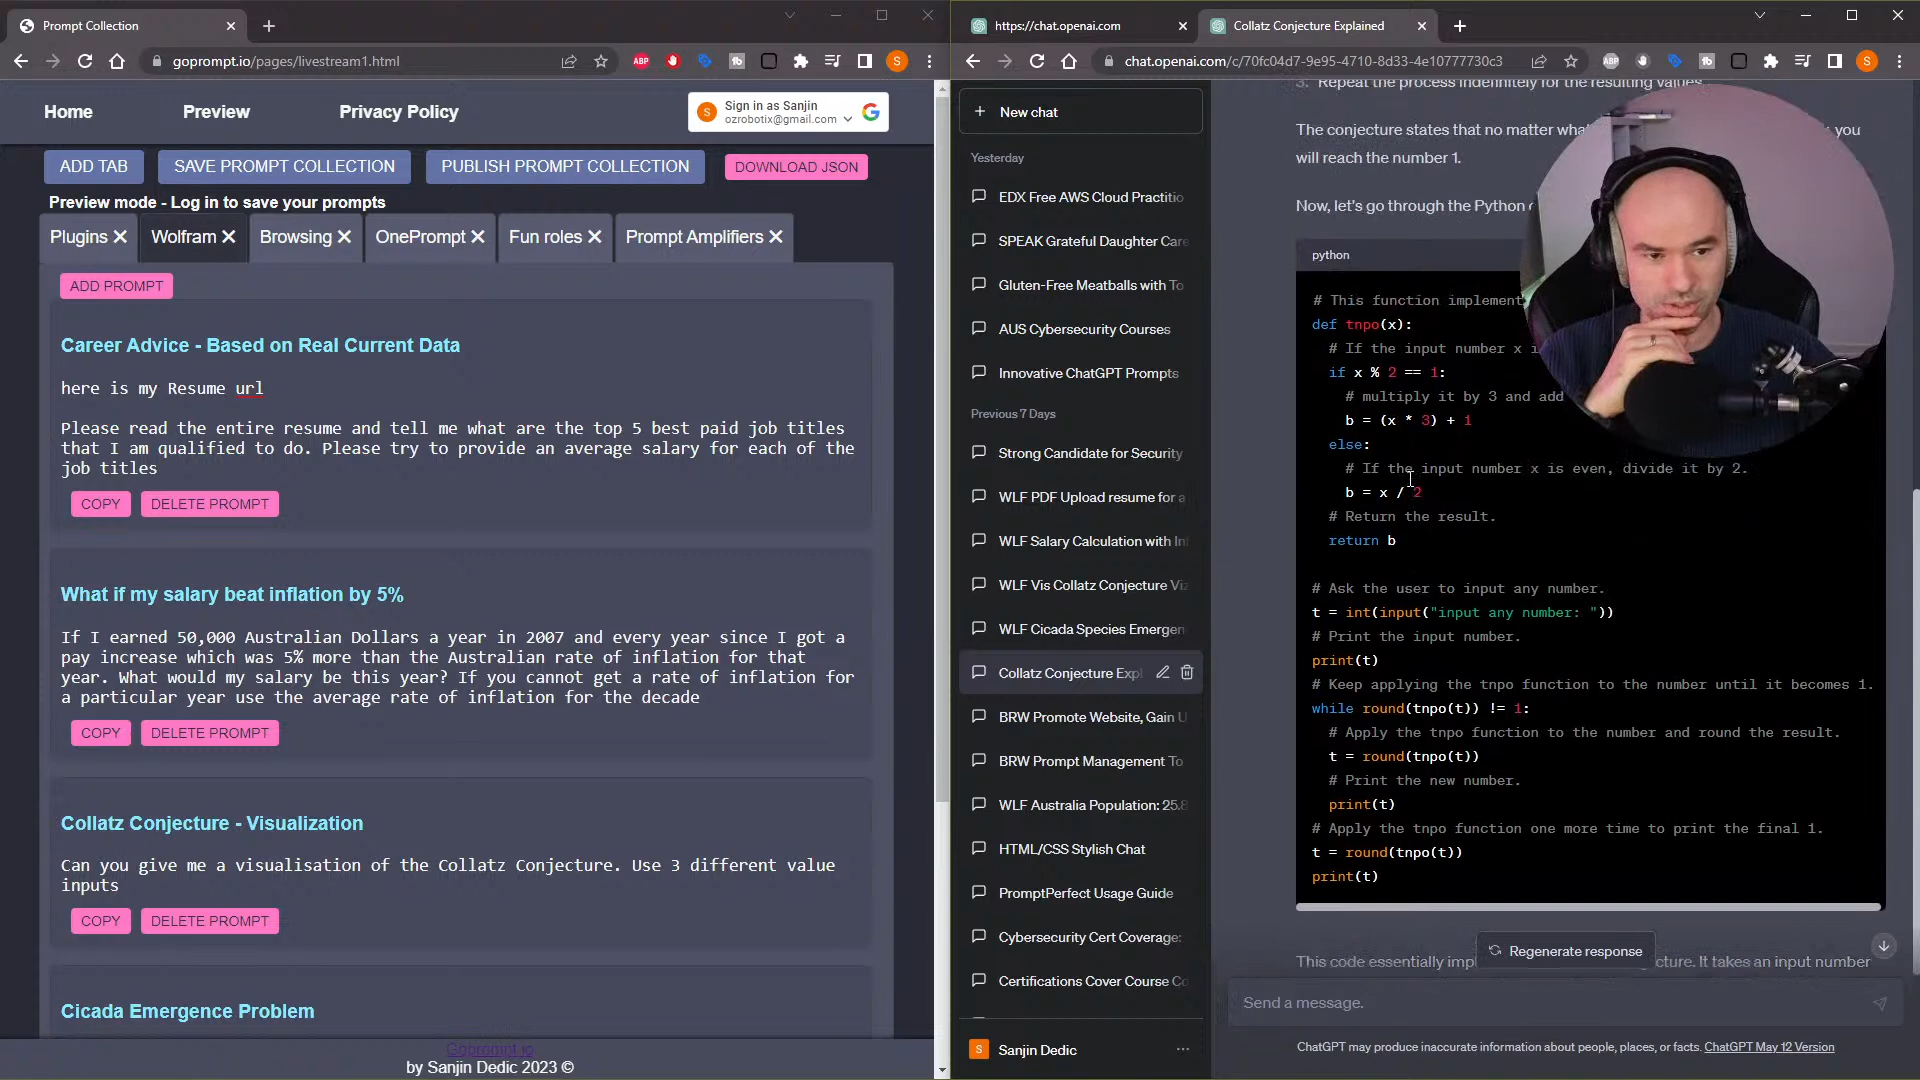 Prompt Collection
goprompt.io/pages/livestream1.html
Home
Preview
Privacy Policy
Sign in as Sanjin
ozrobotix@gmail.com
ADD TAB
SAVE PROMPT COLLECTION
PUBLISH PROMPT COLLECTION
DOWNLOAD JSON
Preview mode - Log in to save your prompts
Plugins
Wolfram
Browsing
OnePrompt
Fun roles
Prompt Amplifiers
ADD PROMPT
Career Advice - Based on Real Current Data
here is my Resume url
Please read the entire resume and tell me what are the top 5 best paid job titles
that I am qualified to do. Please try to provide an average salary for each of the
job titles
COPY
DELETE PROMPT
What if my salary beat inflation by 5%
If I earned 50,000 Australian Dollars a year in 2007 and every year since I got a
pay increase which was 5% more than the Australian rate of inflation for that
year. What would my salary be this year? If you cannot get a rate of inflation for
a particular year use the average rate of inflation for the decade
COPY
DELETE PROMPT
Collatz Conjecture - Visualization
Can you give me a visualisation of the Collatz Conjecture. Use 3 different value
inputs
COPY
DELETE PROMPT
Cicada Emergence Problem
Goprompt.io
by Sanjin Dedic 2023 ©
https://chat.openai.com
Collatz Conjecture Explained
chat.openai.com/c/70fc04d7-9e95-4710-8d33-4e10777730c3
New chat
Yesterday
EDX Free AWS Cloud Practitio
SPEAK Grateful Daughter Care
Gluten-Free Meatballs with To
AUS Cybersecurity Courses
Innovative ChatGPT Prompts
Previous 7 Days
Strong Candidate for Security
WLF PDF Upload resume for a
WLF Salary Calculation with In
WLF Vis Collatz Conjecture Viz
WLF Cicada Species Emergen
Collatz Conjecture Expl
BRW Promote Website, Gain U
BRW Prompt Management To
WLF Australia Population: 25.8
HTML/CSS Stylish Chat
PromptPerfect Usage Guide
Cybersecurity Cert Coverage:
Certifications Cover Course Co
Sanjin Dedic
3. Repeat the process indefinitely for the resulting values.
The conjecture states that no matter what you
will reach the number 1.
Now, let's go through the Python
python
# This function implement
def tnpo(x):
# If the input number x i
if x % 2 == 1:
# multiply it by 3 and add
b = (x * 3) + 1
else:
# If the input number x is even, divide it by 2.
b = x / 2
# Return the result.
return b
# Ask the user to input any number.
t = int(input("input any number: "))
# Print the input number.
print(t)
# Keep applying the tnpo function to the number until it becomes 1.
while round(tnpo(t)) != 1:
# Apply the tnpo function to the number and round the result.
t = round(tnpo(t))
# Print the new number.
print(t)
# Apply the tnpo function one more time to print the final 1.
t = round(tnpo(t))
print(t)
Regenerate response
This code essentially impl cture. It takes an input number
Send a message.
ChatGPT may produce inaccurate information about people, places, or facts. ChatGPT May 12 Version